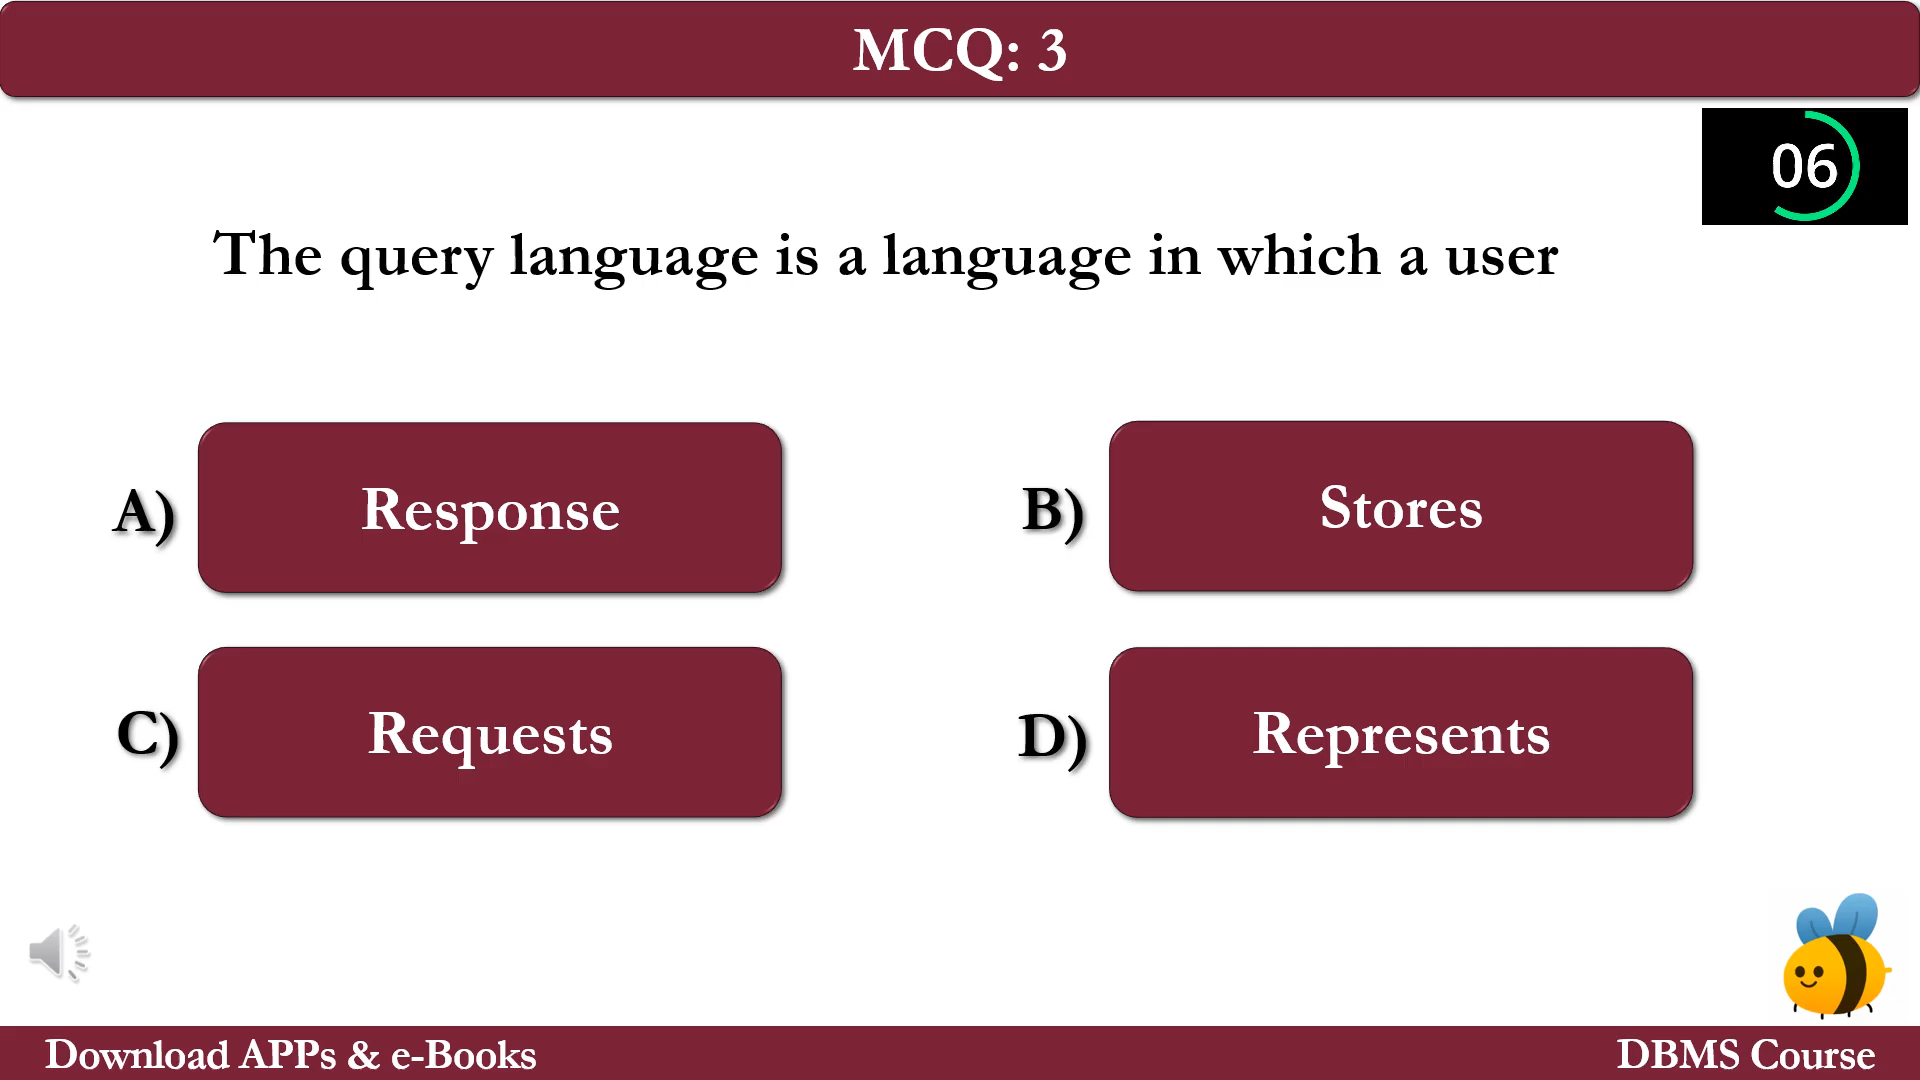 MCQ: 3
06
The query language is a language in which a user
A) Response
B) Stores
C) Requests
D) Represents
Download APPs & e-Books
DBMS Course